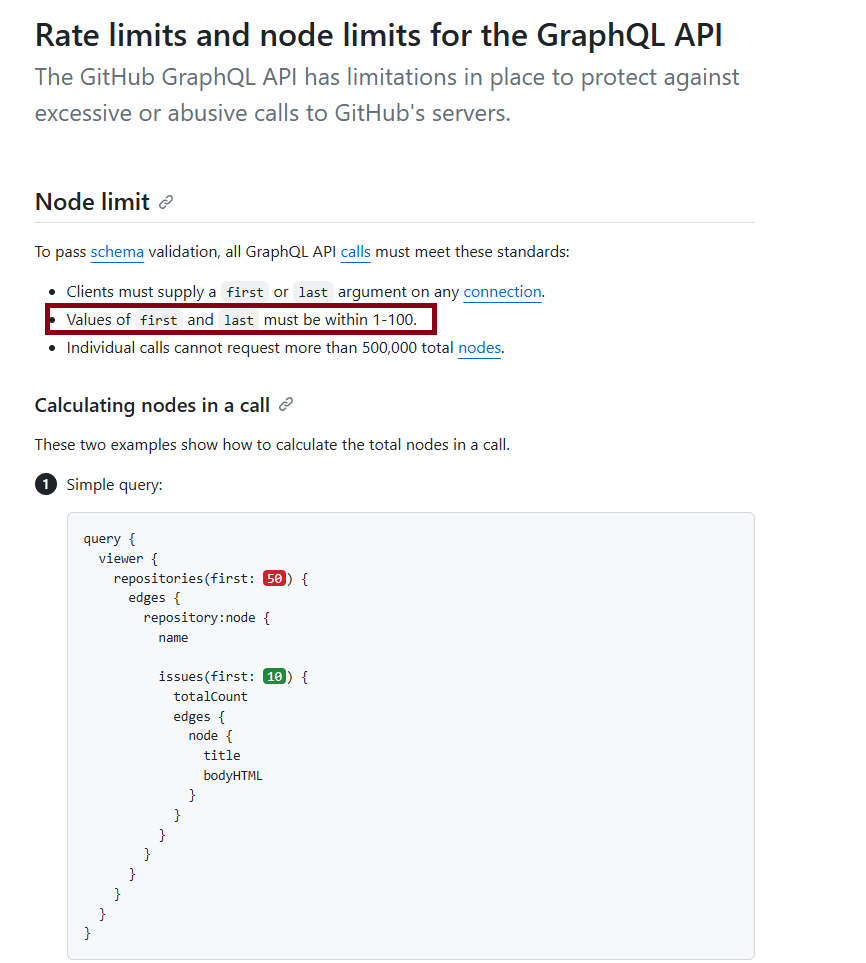 Rate limits and node limits for the GraphQL API
The GitHub GraphQL API has limitations in place to protect against
excessive or abusive calls to GitHub's servers.
Node limit
To pass schema validation, all GraphQL API calls must meet these standards:
• Clients must supply a first or last argument on any connection.
• Values of first and last must be within 1-100.
• Individual calls cannot request more than 500,000 total nodes.
Calculating nodes in a call
These two examples show how to calculate the total nodes in a call.
1 Simple query:
query {
  viewer {
    repositories(first: 50) {
      edges {
        repository:node {
          name
          issues(first: 10) {
            totalCount
            edges {
              node {
                title
                bodyHTML
              }
            }
          }
        }
      }
    }
  }
}